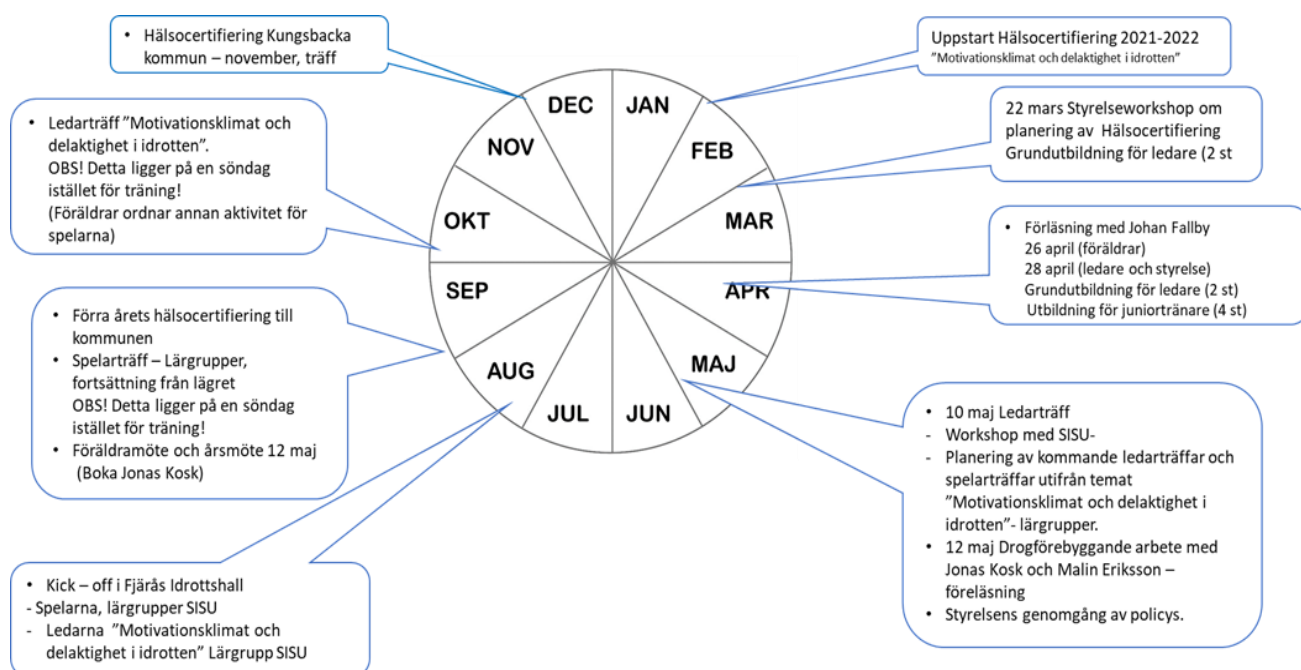 • Hälsocertifiering Kungsbacka
kommun – november, träff
Uppstart Hälsocertifiering 2021-2022
”Motivationsklimat och delaktighet i idrotten”
22 mars Styrelseworkshop om
planering av Hälsocertifiering
Grundutbildning för ledare (2 st
• Ledarträff ”Motivationsklimat och
delaktighet i idrotten”.
OBS! Detta ligger på en söndag
istället för träning!
(Föräldrar ordnar annan aktivitet för
spelarna)
• Förläsning med Johan Fallby
26 april (föräldrar)
28 april (ledare och styrelse)
Grundutbildning för ledare (2 st)
Utbildning för juniortränare (4 st)
DEC
JAN
NOV
FEB
OKT
MAR
SEP
APR
AUG
MAJ
JUL
JUN
• Förra årets hälsocertifiering till
kommunen
• Spelarträff – Lärgrupper,
fortsättning från lägret
OBS! Detta ligger på en söndag
istället för träning!
• Föräldramöte och årsmöte 12 maj
(Boka Jonas Kosk)
• 10 maj Ledarträff
- Workshop med SISU-
- Planering av kommande ledarträffar och
spelarträffar utifrån temat
”Motivationsklimat och delaktighet i
idrotten”- lärgrupper.
• 12 maj Drogförebyggande arbete med
Jonas Kosk och Malin Eriksson –
föreläsning
• Styrelsens genomgång av policys.
• Kick – off i Fjärås Idrottshall
- Spelarna, lärgrupper SISU
- Ledarna ”Motivationsklimat och
delaktighet i idrotten” Lärgrupp SISU